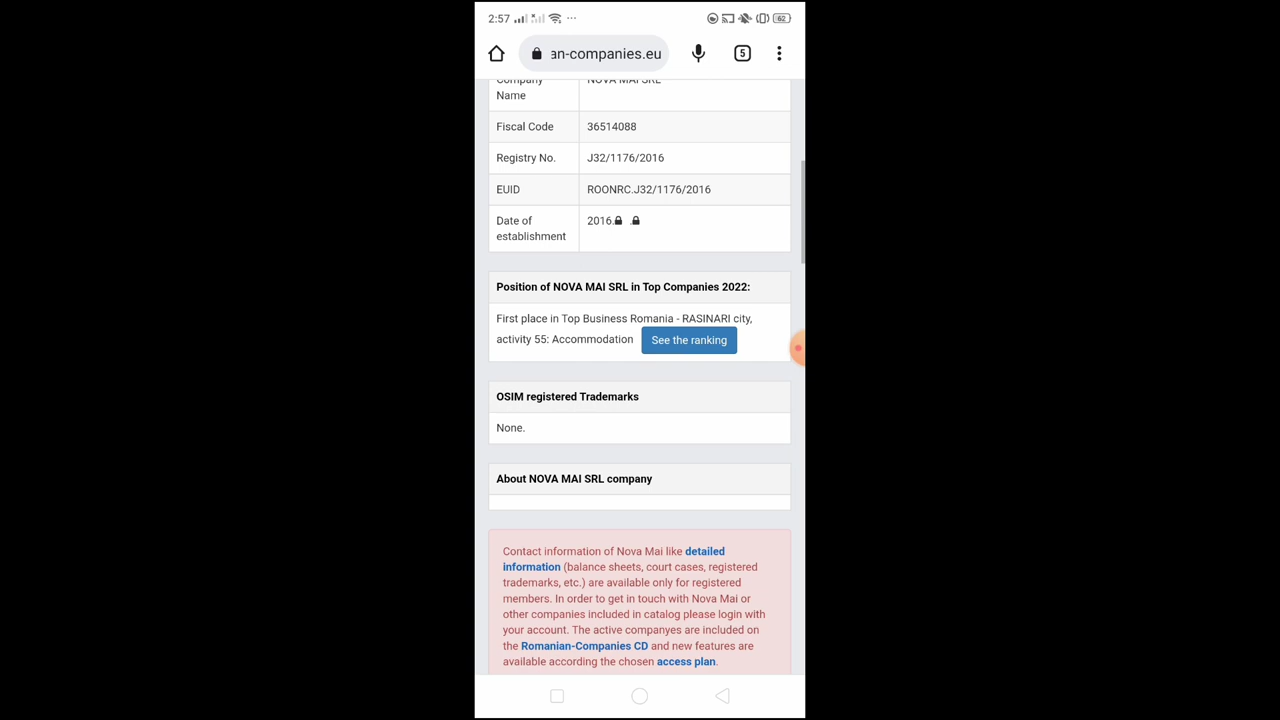 2:57
62
an-companies.eu
5
Company NOVA MAI SRL
Name
Fiscal Code 36514088
Registry No. J32/1176/2016
EUID ROONRC.J32/1176/2016
Date of 2016.
establishment
Position of NOVA MAI SRL in Top Companies 2022:
First place in Top Business Romania - RASINARI city,
activity 55: Accommodation See the ranking
OSIM registered Trademarks
None.
About NOVA MAI SRL company
Contact information of Nova Mai like detailed
information (balance sheets, court cases, registered
trademarks, etc.) are available only for registered
members. In order to get in touch with Nova Mai or
other companies included in catalog please login with
your account. The active companyes are included on
the Romanian-Companies CD and new features are
available according the chosen access plan.